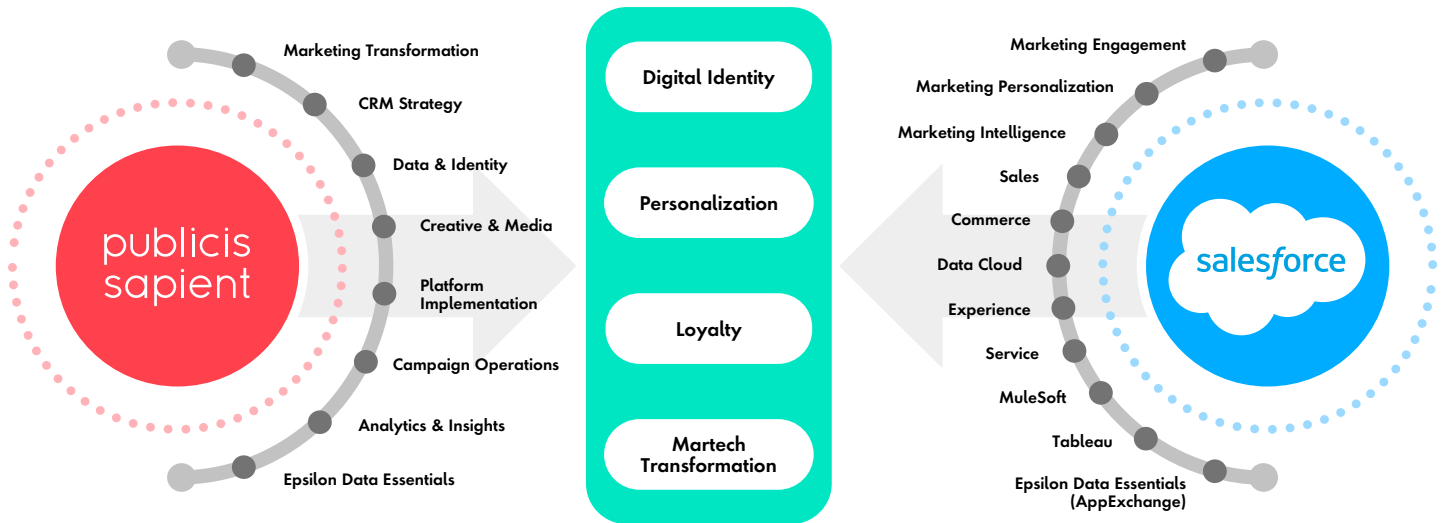 publicis
sapient
Marketing Transformation
CRM Strategy
Data & Identity
Creative & Media
Platform
Implementation
Campaign Operations
Analytics & Insights
Epsilon Data Essentials
Digital Identity
Personalization
Loyalty
Martech
Transformation
Marketing Engagement
Marketing Personalization
Marketing Intelligence
Sales
Commerce
Data Cloud
Experience
Service
MuleSoft
Tableau
Epsilon Data Essentials
(AppExchange)
salesforce